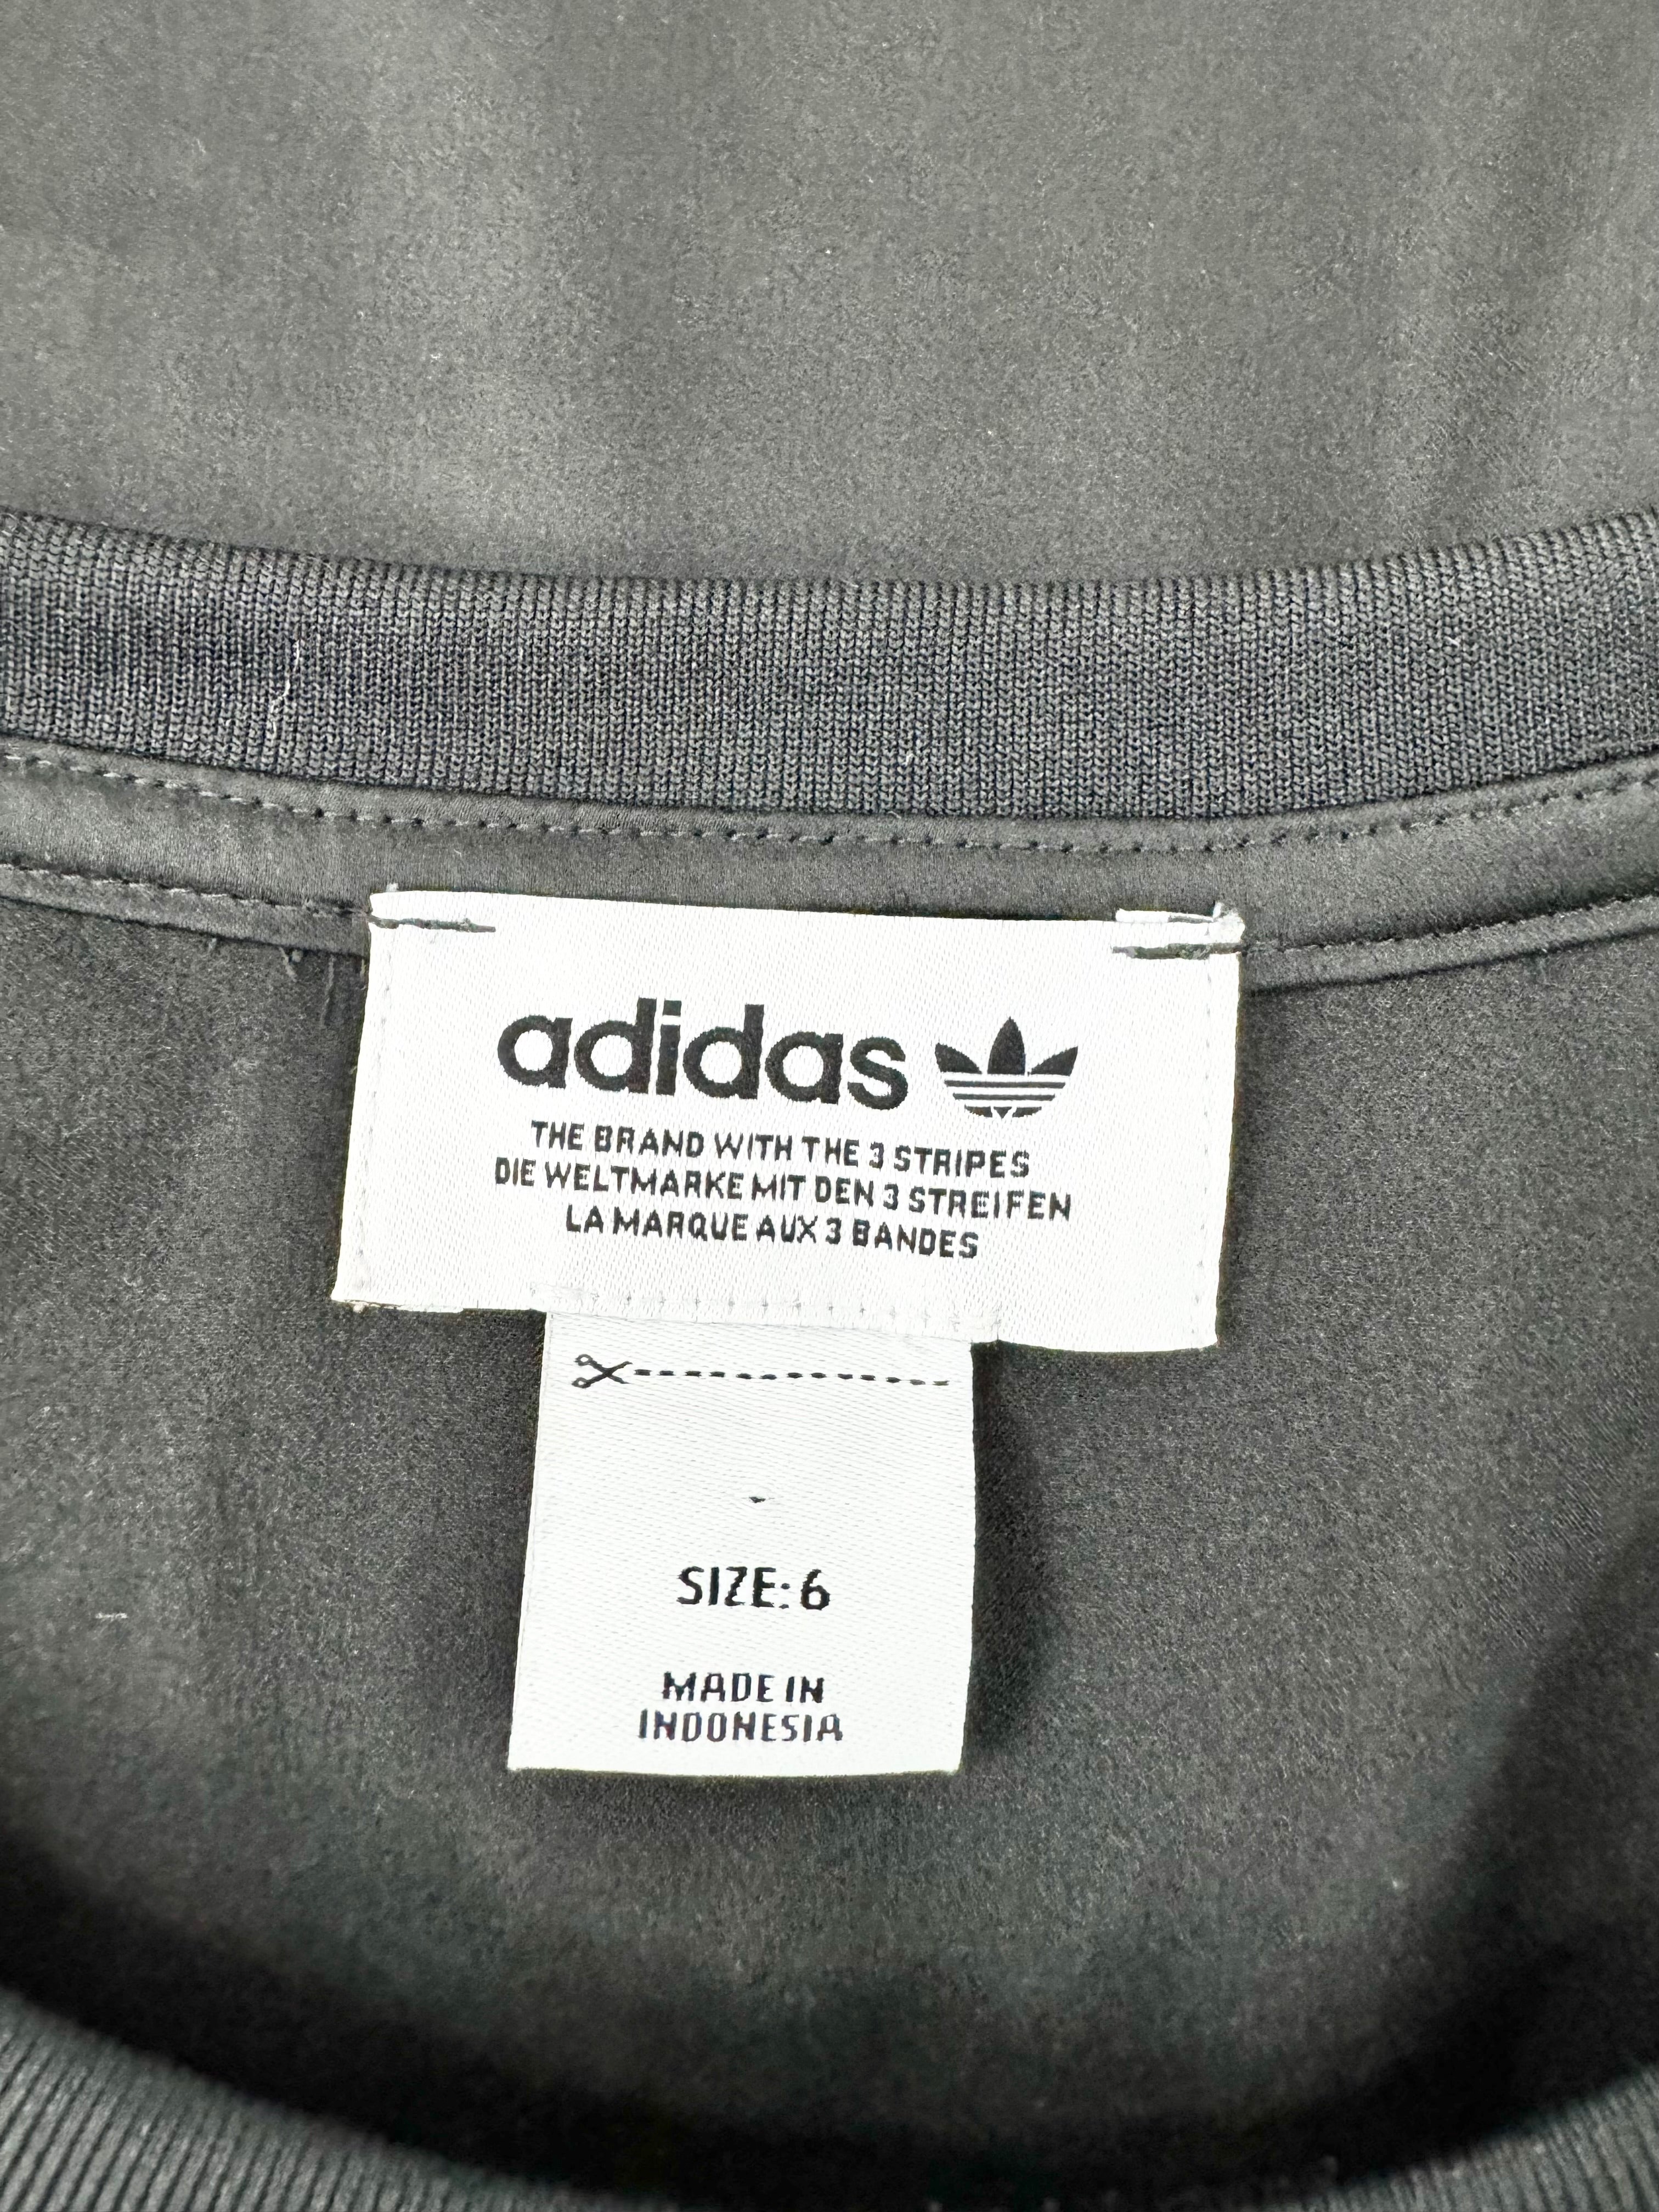 adidas
THE BRAND WITH THE 3 STRIPES
DIE WELTMARKE MIT DEN 3 STREIFEN
LA MARQUE AUX 3 BANDES
SIZE: 6
MADE IN
INDONESIA